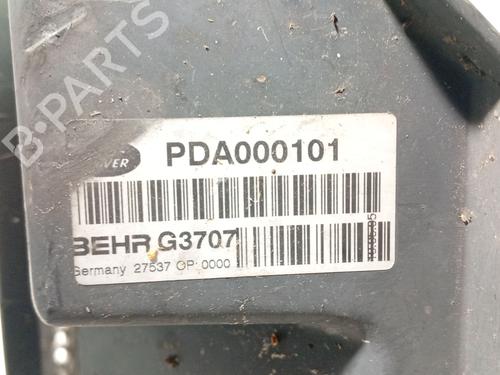 B-PARTS
PDA000101
BEHR G3707
Germany 27537 GP: 0000